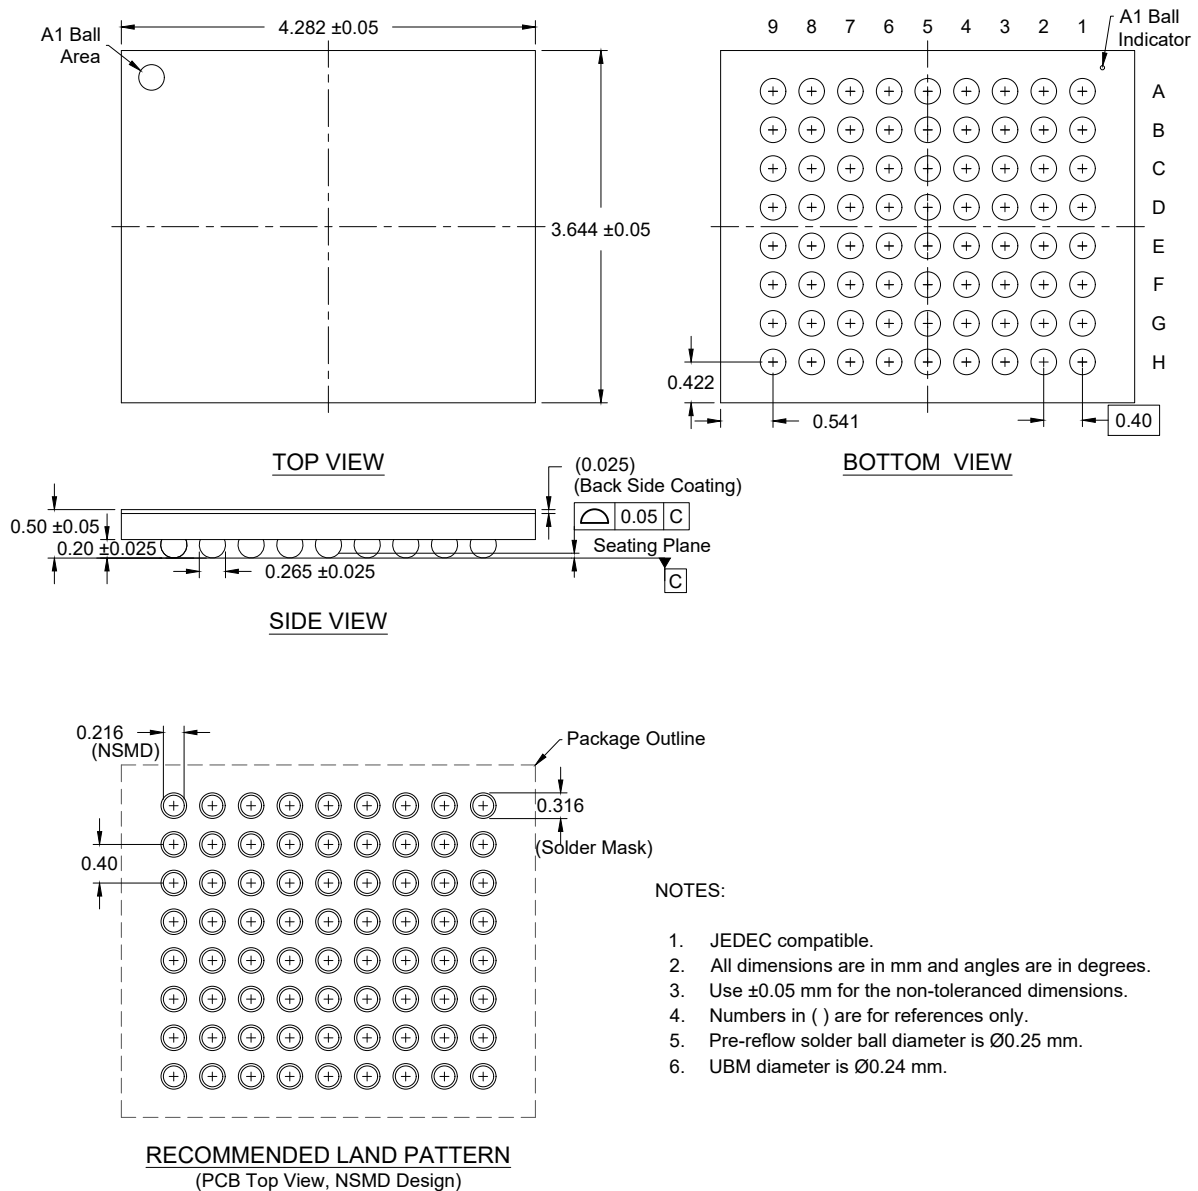 A1 Ball
Area
4.282 ±0.05
3.644 ±0.05
TOP VIEW
9 8 7 6 5 4 3 2 1
A1 Ball
Indicator
A
B
C
D
E
F
G
H
0.422
0.541
0.40
BOTTOM VIEW
(0.025)
(Back Side Coating)
0.05 C
Seating Plane
C
0.50 ±0.05
0.20 ±0.025
0.265 ±0.025
SIDE VIEW
0.216
(NSMD)
Package Outline
0.316
(Solder Mask)
0.40
RECOMMENDED LAND PATTERN
(PCB Top View, NSMD Design)
NOTES:
1. JEDEC compatible.
2. All dimensions are in mm and angles are in degrees.
3. Use ±0.05 mm for the non-toleranced dimensions.
4. Numbers in ( ) are for references only.
5. Pre-reflow solder ball diameter is Ø0.25 mm.
6. UBM diameter is Ø0.24 mm.